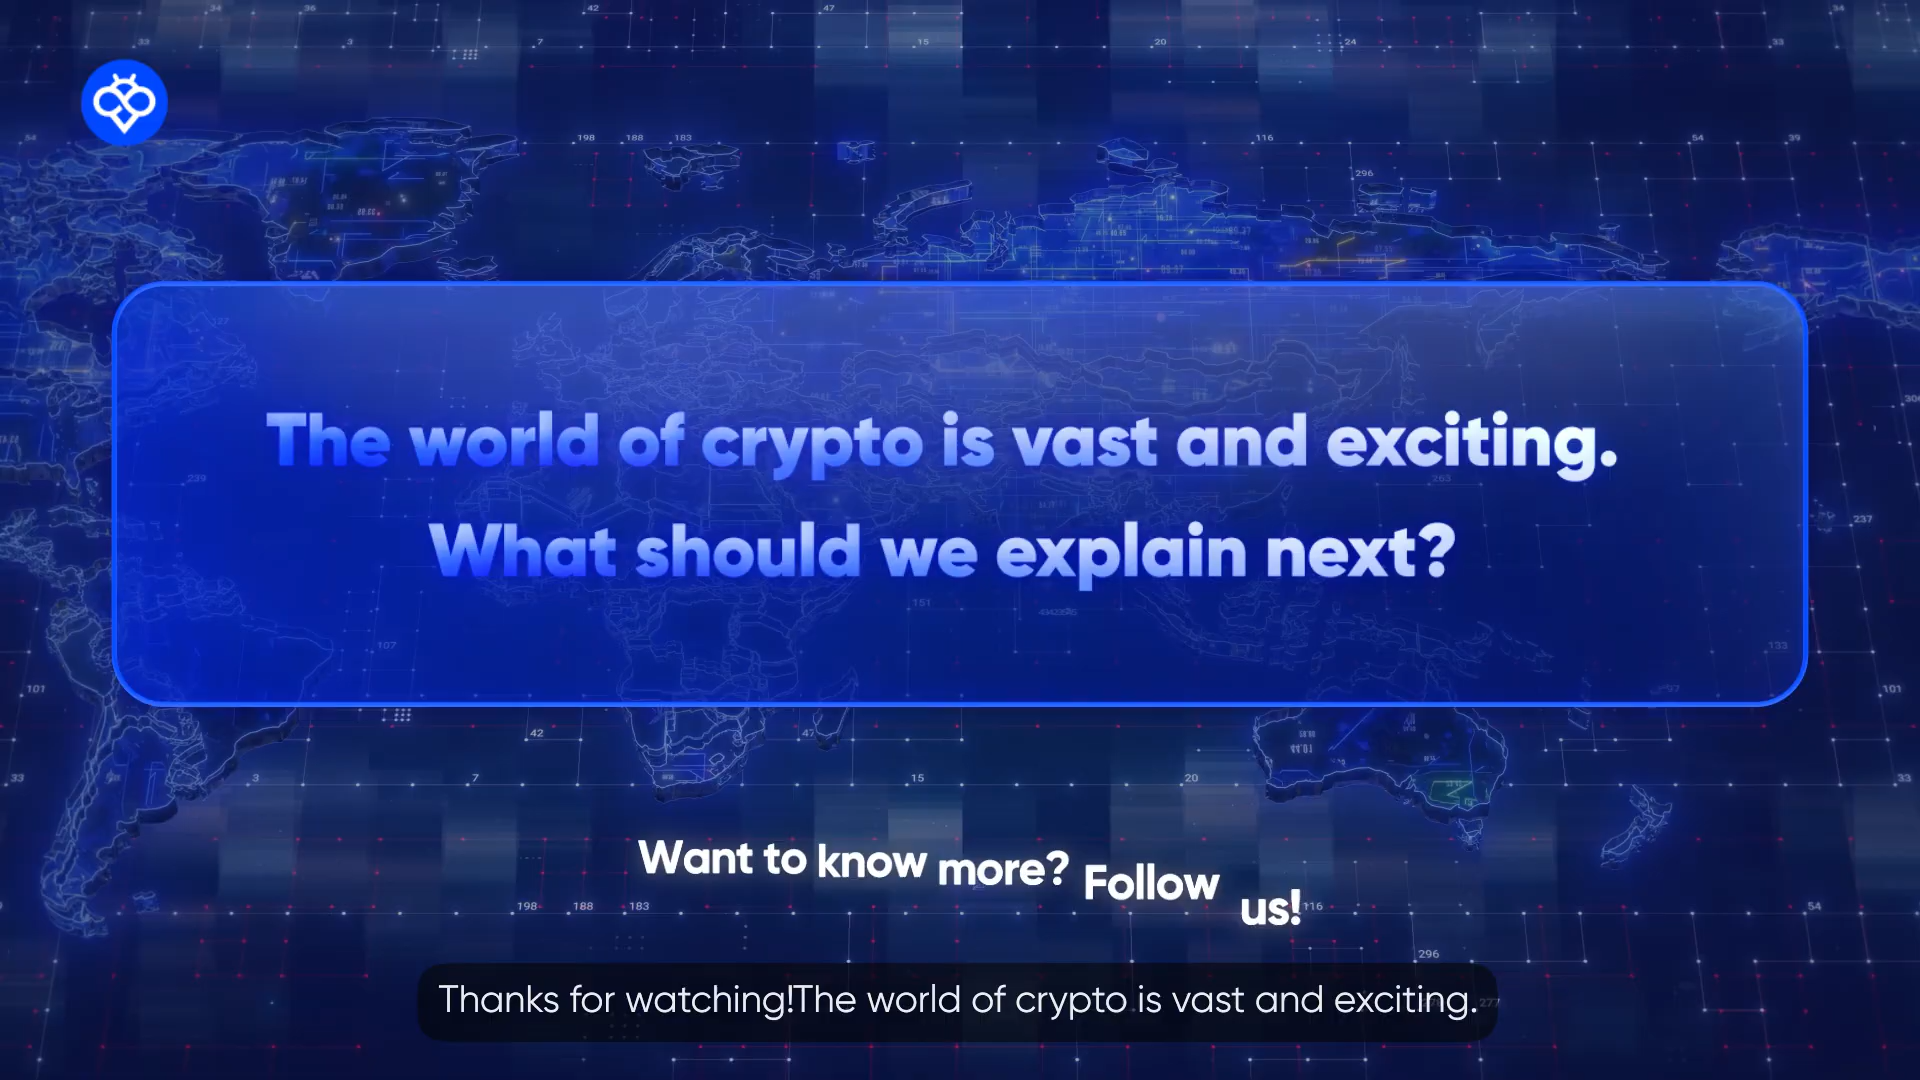 The world of crypto is vast and exciting.
What should we explain next?
Want to know more? Follow us!
Thanks for watching!The world of crypto is vast and exciting.